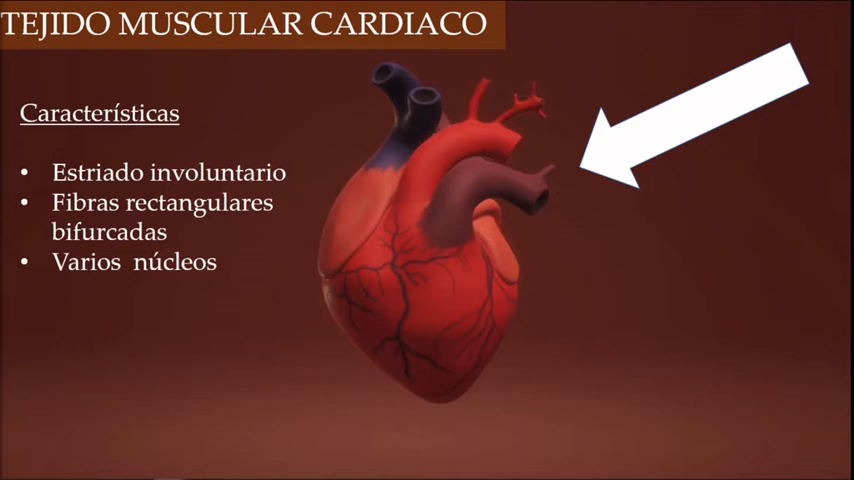 TEJIDO MUSCULAR CARDIACO
Características
• Estriado involuntario
• Fibras rectangulares
bifurcadas
• Varios núcleos